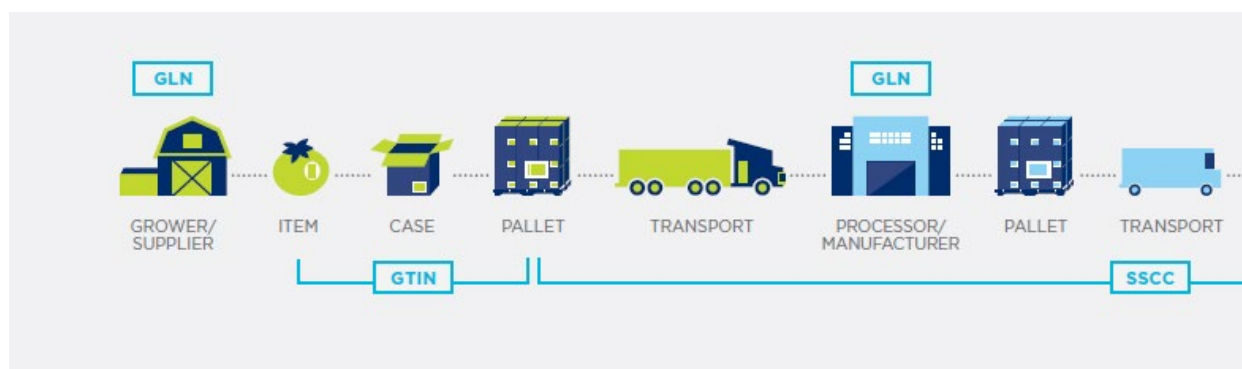 GLN
GLN
GROWER/
SUPPLIER
ITEM
CASE
PALLET
TRANSPORT
PROCESSOR/
MANUFACTURER
PALLET
TRANSPORT
GTIN
SSCC